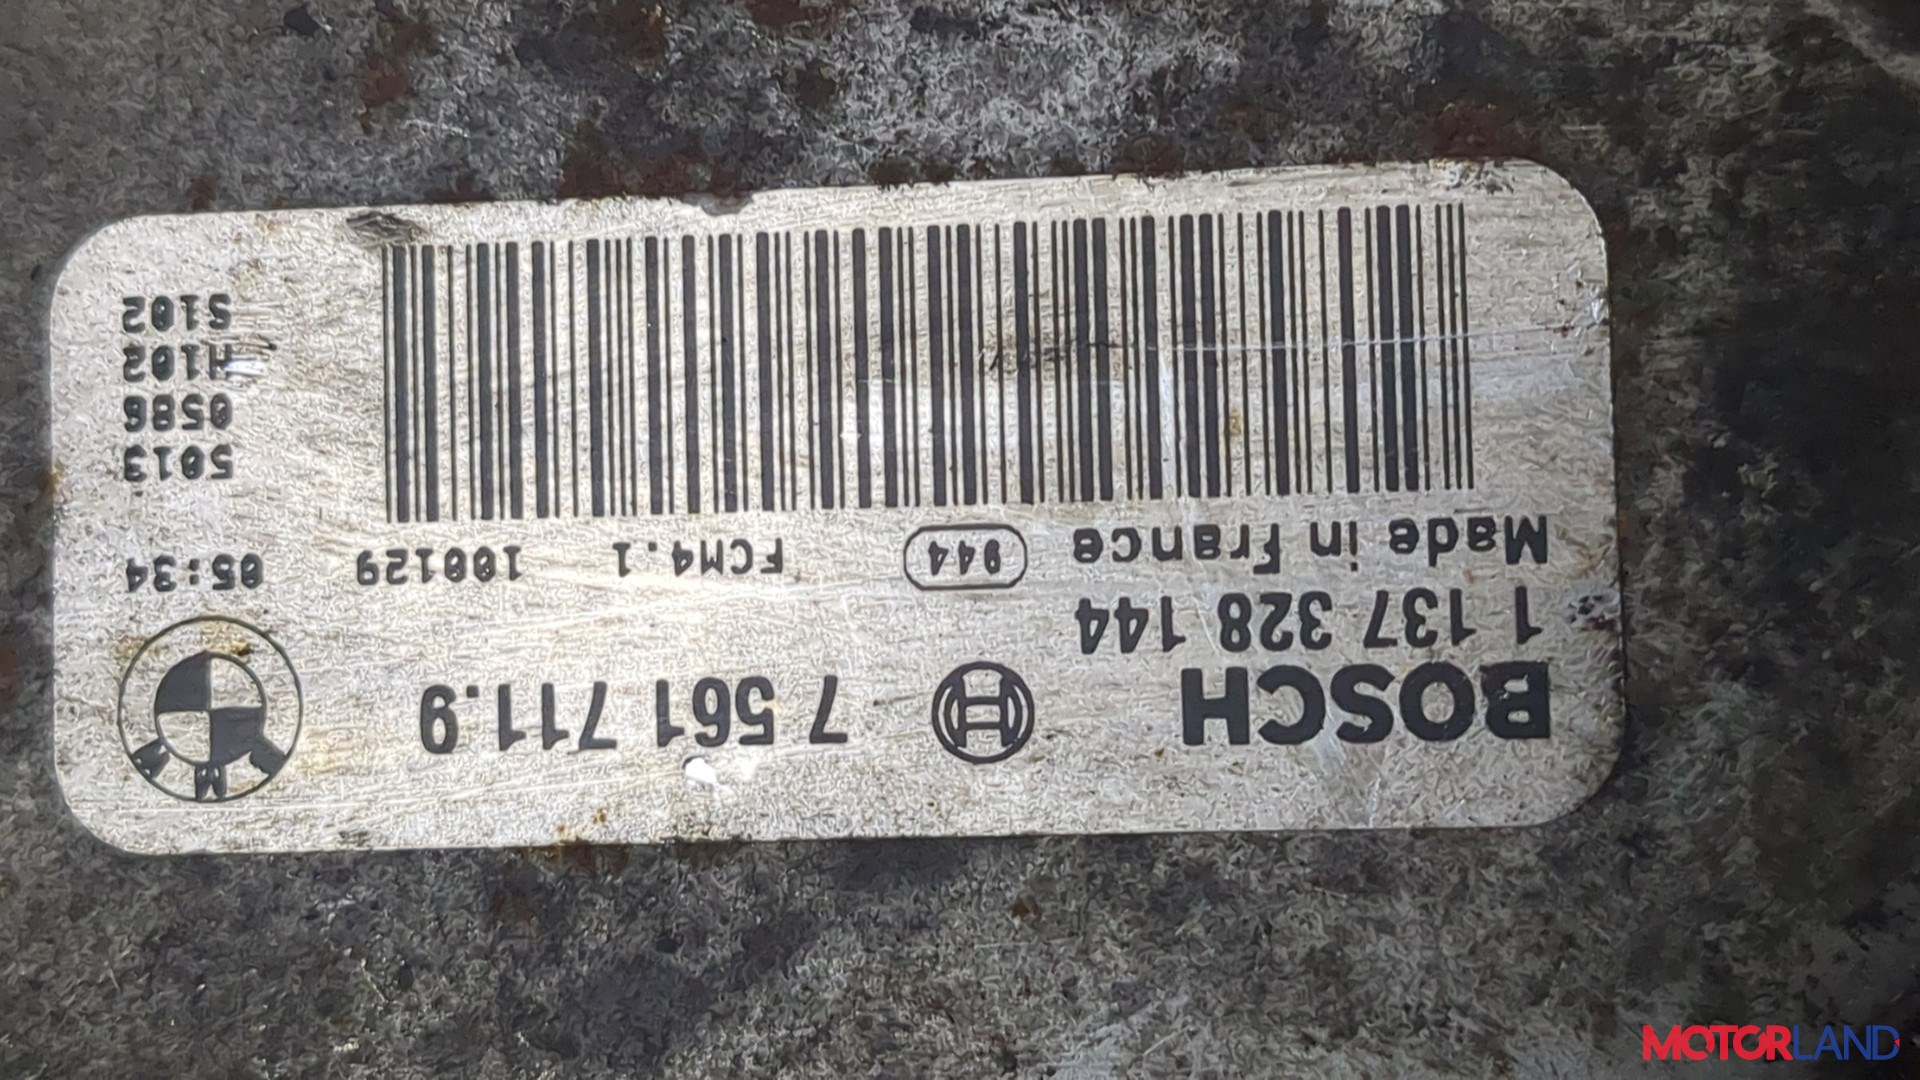 BOSCH 7 561 711.9 BMW
1 137 328 144
Made in France 944 FCM4.1 100129 05:34
5013
0586
H102
S102
MOTORLAND